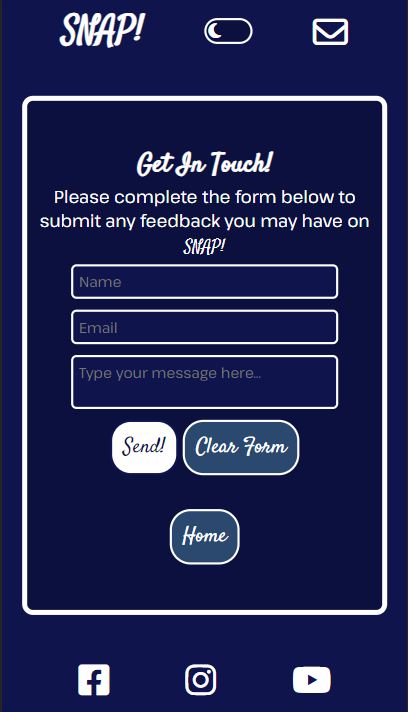 SNAP!
Get In Touch!
Please complete the form below to
submit any feedback you may have on
SNAP!
Name
Email
Type your message here...
Send!
Clear Form
Home